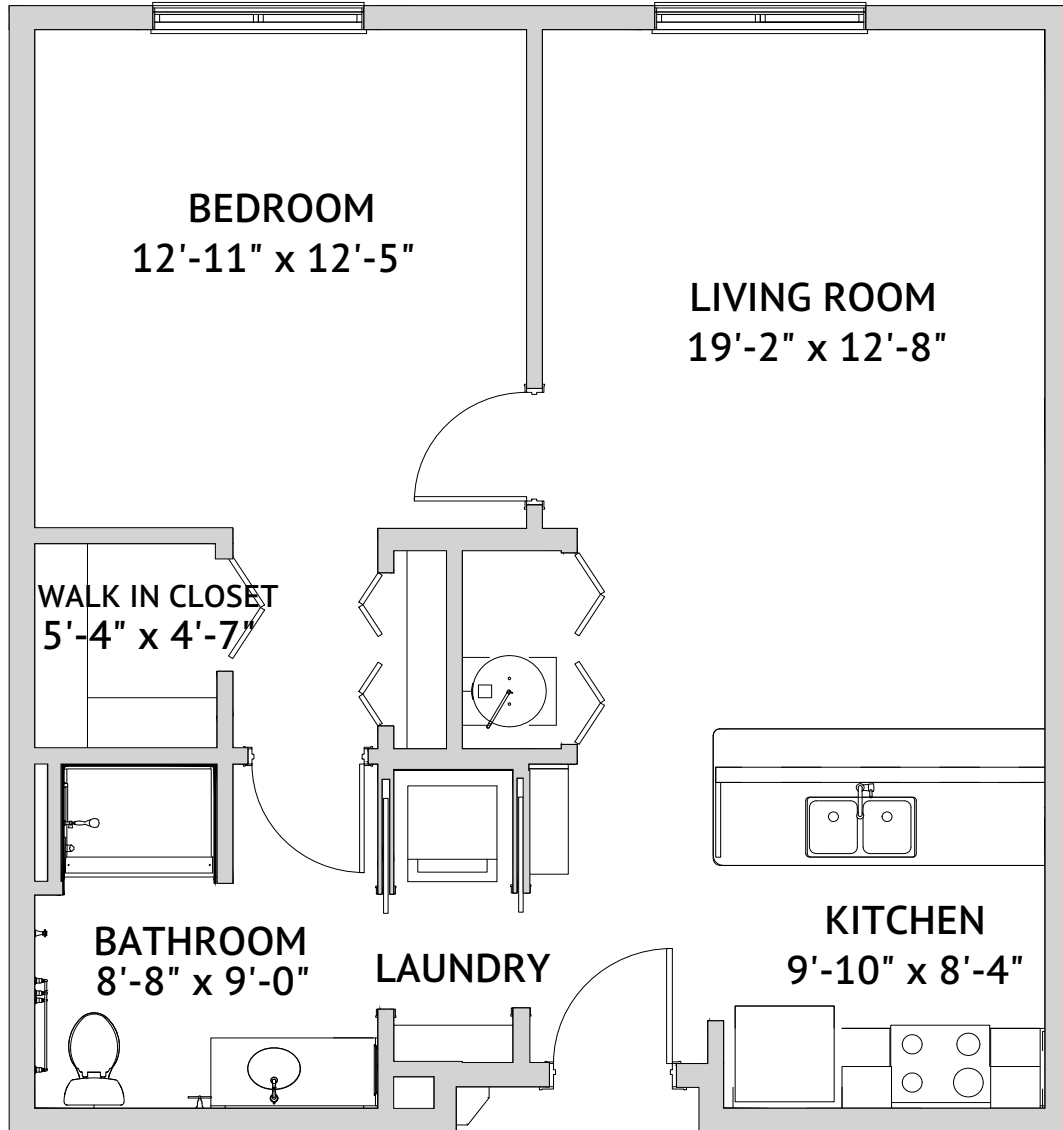 BEDROOM
12'-11" x 12'-5"
LIVING ROOM
19'-2" x 12'-8"
WALK IN CLOSET
5'-4" x 4'-7"
BATHROOM
8'-8" x 9'-0"
LAUNDRY
KITCHEN
9'-10" x 8'-4"